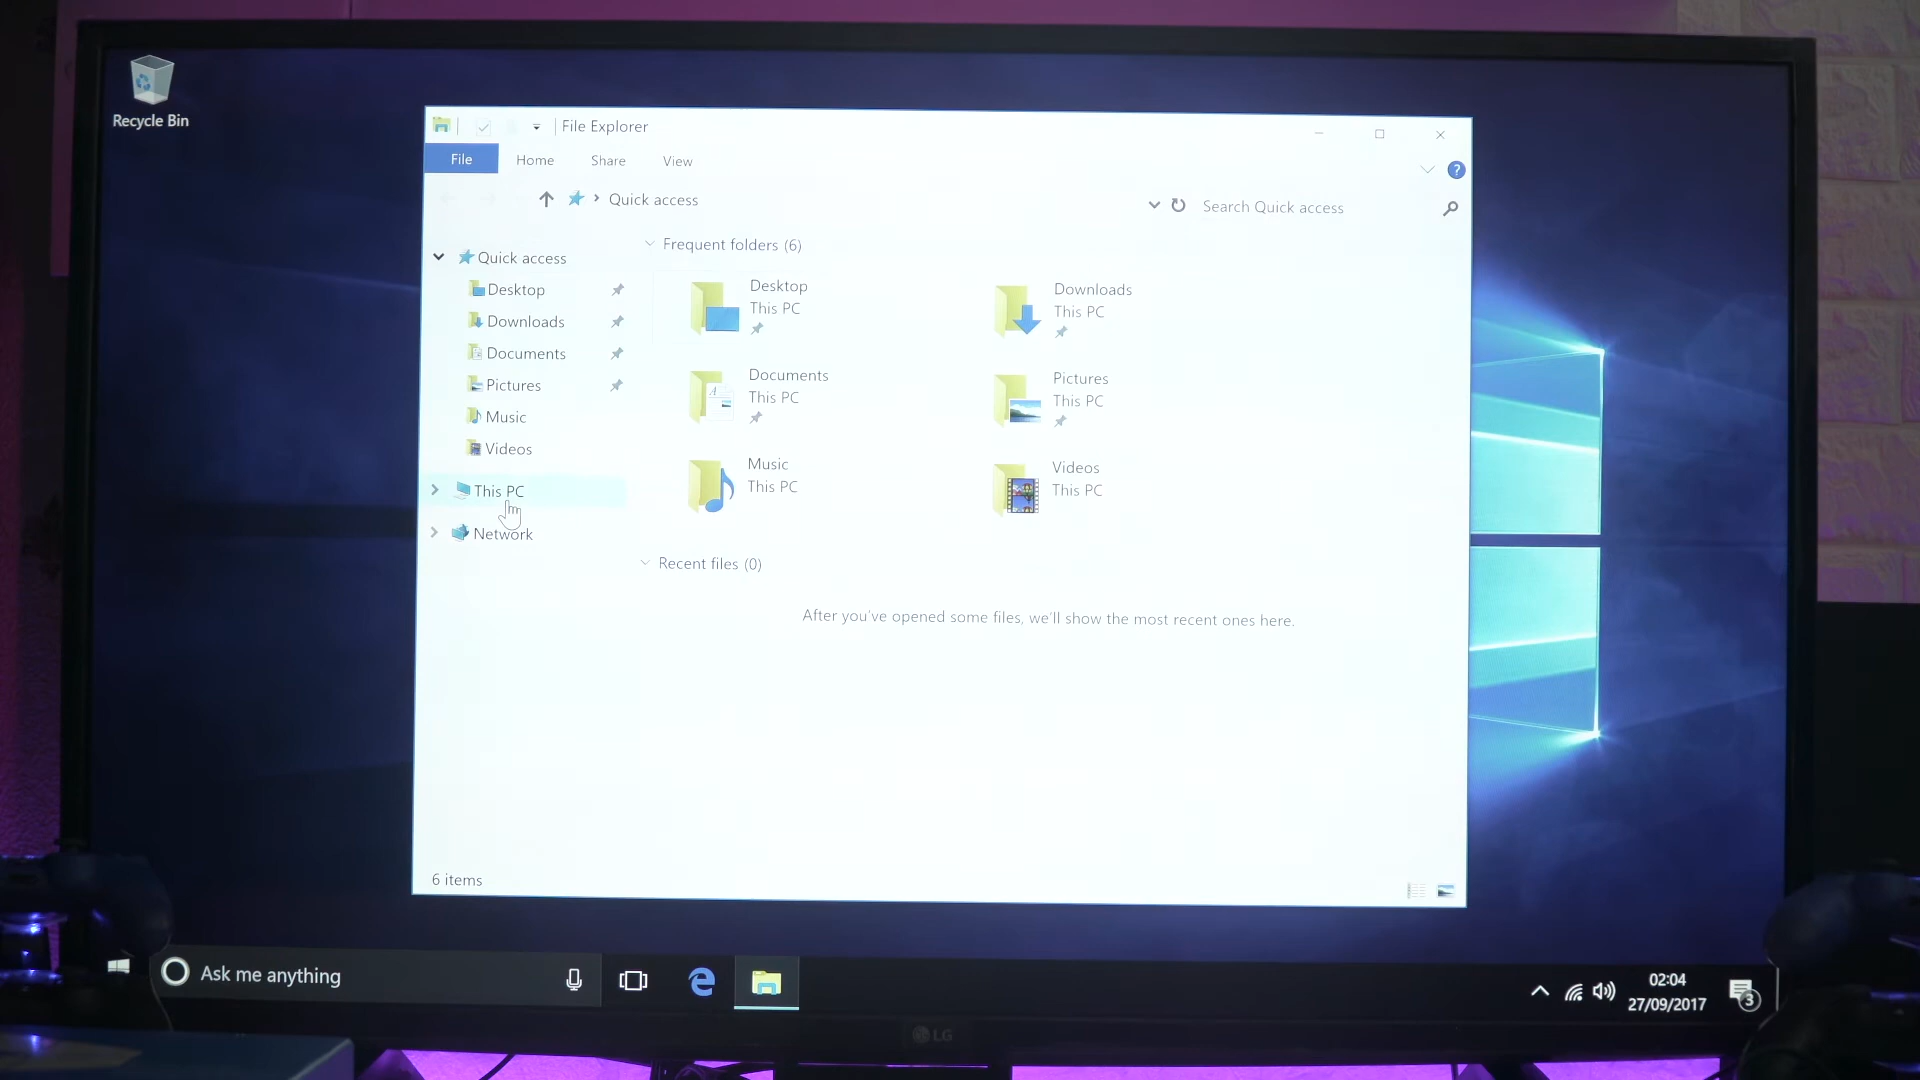 Recycle Bin
File Explorer
File
Home
Share
View
?
Quick access
Search Quick access
Quick access
Desktop
Downloads
Documents
Pictures
Music
Videos
This PC
Network
Frequent folders (6)
Desktop
This PC
Downloads
This PC
Documents
This PC
Pictures
This PC
Music
This PC
Videos
This PC
Recent files (0)
After you've opened some files, we'll show the most recent ones here.
6 items
Ask me anything
02:04
27/09/2017
3
LG